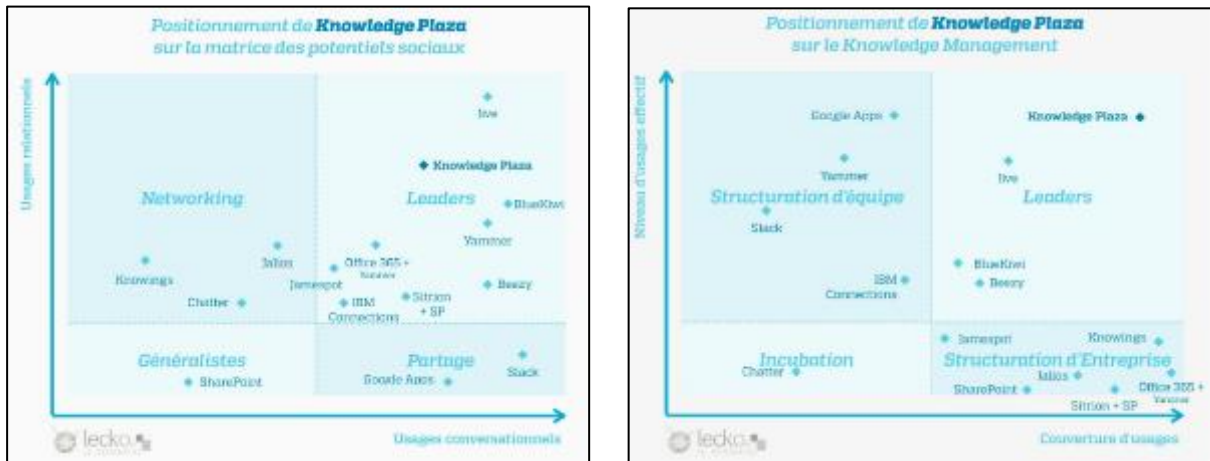 Positionnement de Knowledge Plaza
sur la matrice des potentiels sociaux
Usages relationnels
Jive
Knowledge Plaza
Networking
Leaders
BlueKiwi
Yammer
Jalios
Office 365 +
Yammer
Knowings
Jamespot
Beezy
Chatter
IBM
Connections
Sitrion
+ SP
Généralistes
Partage
Slack
SharePoint
Google Apps
lecko
Usages conversationnels
Positionnement de Knowledge Plaza
sur le Knowledge Management
Niveau d'usages effectif
Google Apps
Knowledge Plaza
Yammer
Jive
Structuration d'équipe
Leaders
Slack
BlueKiwi
IBM
Connections
Beezy
Jamespot
Knowings
Incubation
Structuration d'Entreprise
Chatter
Jalios
SharePoint
Office 365 +
Yammer
Sitrion + SP
lecko
Couverture d'usages